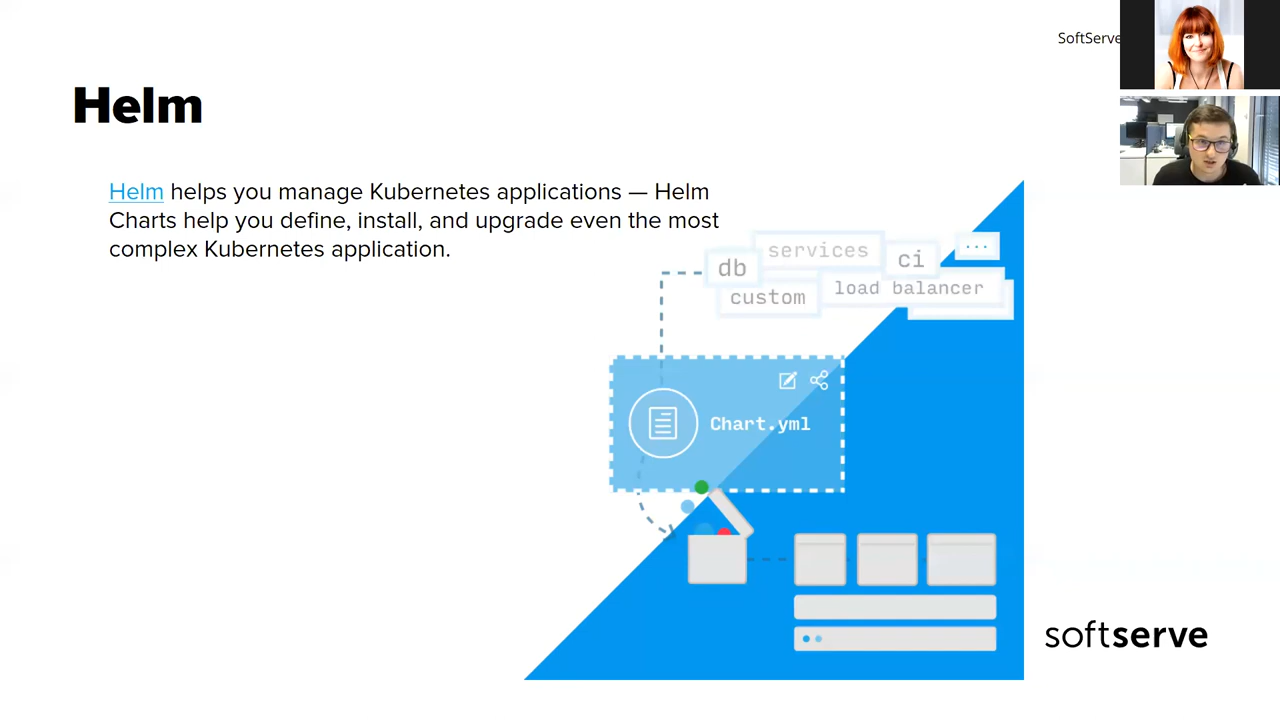 SoftServe
Helm
Helm helps you manage Kubernetes applications — Helm
Charts help you define, install, and upgrade even the most
complex Kubernetes application.
services
db
ci
...
custom
load balancer
Chart.yml
softserve